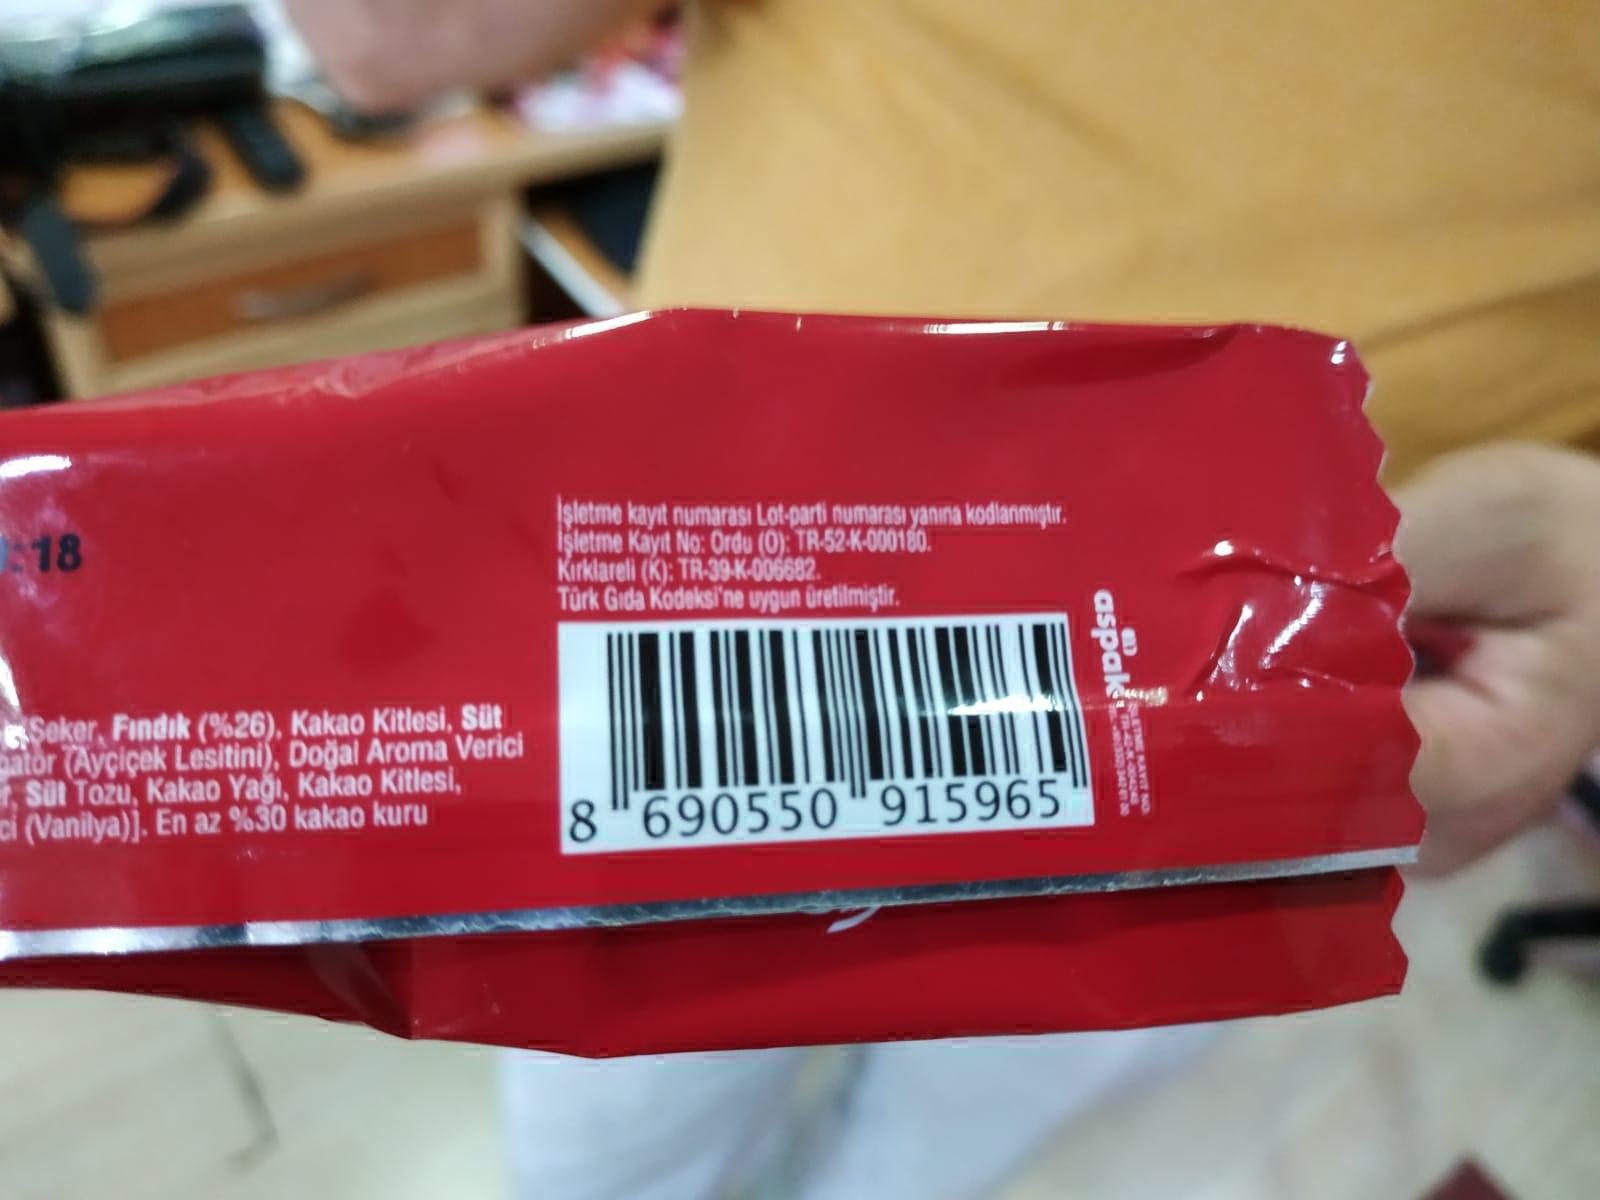 :18
İşletme kayıt numarası Lot-parti numarası yanına kodlanmıştır.
İşletme Kayıt No: Ordu (O): TR-52-K-000180.
Kırklareli (K): TR-39-K-006682.
Türk Gıda Kodeksi'ne uygun üretilmiştir.
Şeker, Fındık (%26), Kakao Kitlesi, Süt
(Ayçiçek Lesitini), Doğal Aroma Verici
Süt Tozu, Kakao Yağı, Kakao Kitlesi,
(Vanilya)]. En az %30 kakao kuru
8 690550 915965
aspak